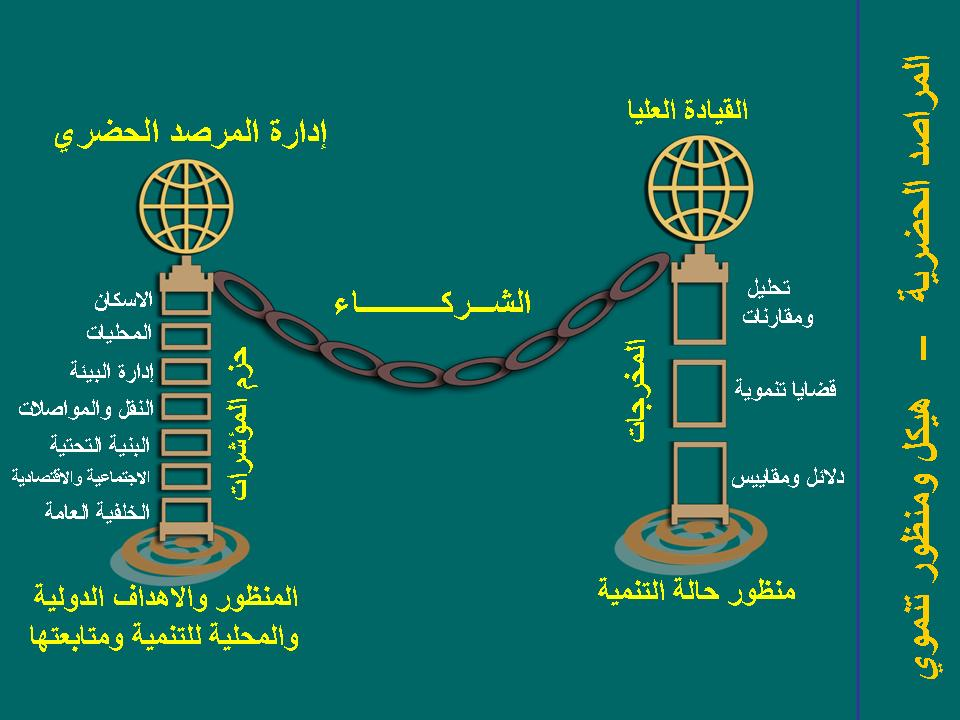 المراصد الحضرية – هيكل ومنظور تنموي
القيادة العليا
إدارة المرصد الحضري
الشـــركـــــــــاء
تحليل
ومقارنات
قضايا تنموية
دلائل ومقاييس
المخرجات
منظور حالة التنمية
الاسكان
المحليات
إدارة البيئة
النقل والمواصلات
البنية التحتية
الاجتماعية والاقتصادية
الخلفية العامة
حزم المؤشرات
المنظور والاهداف الدولية
والمحلية للتنمية ومتابعتها